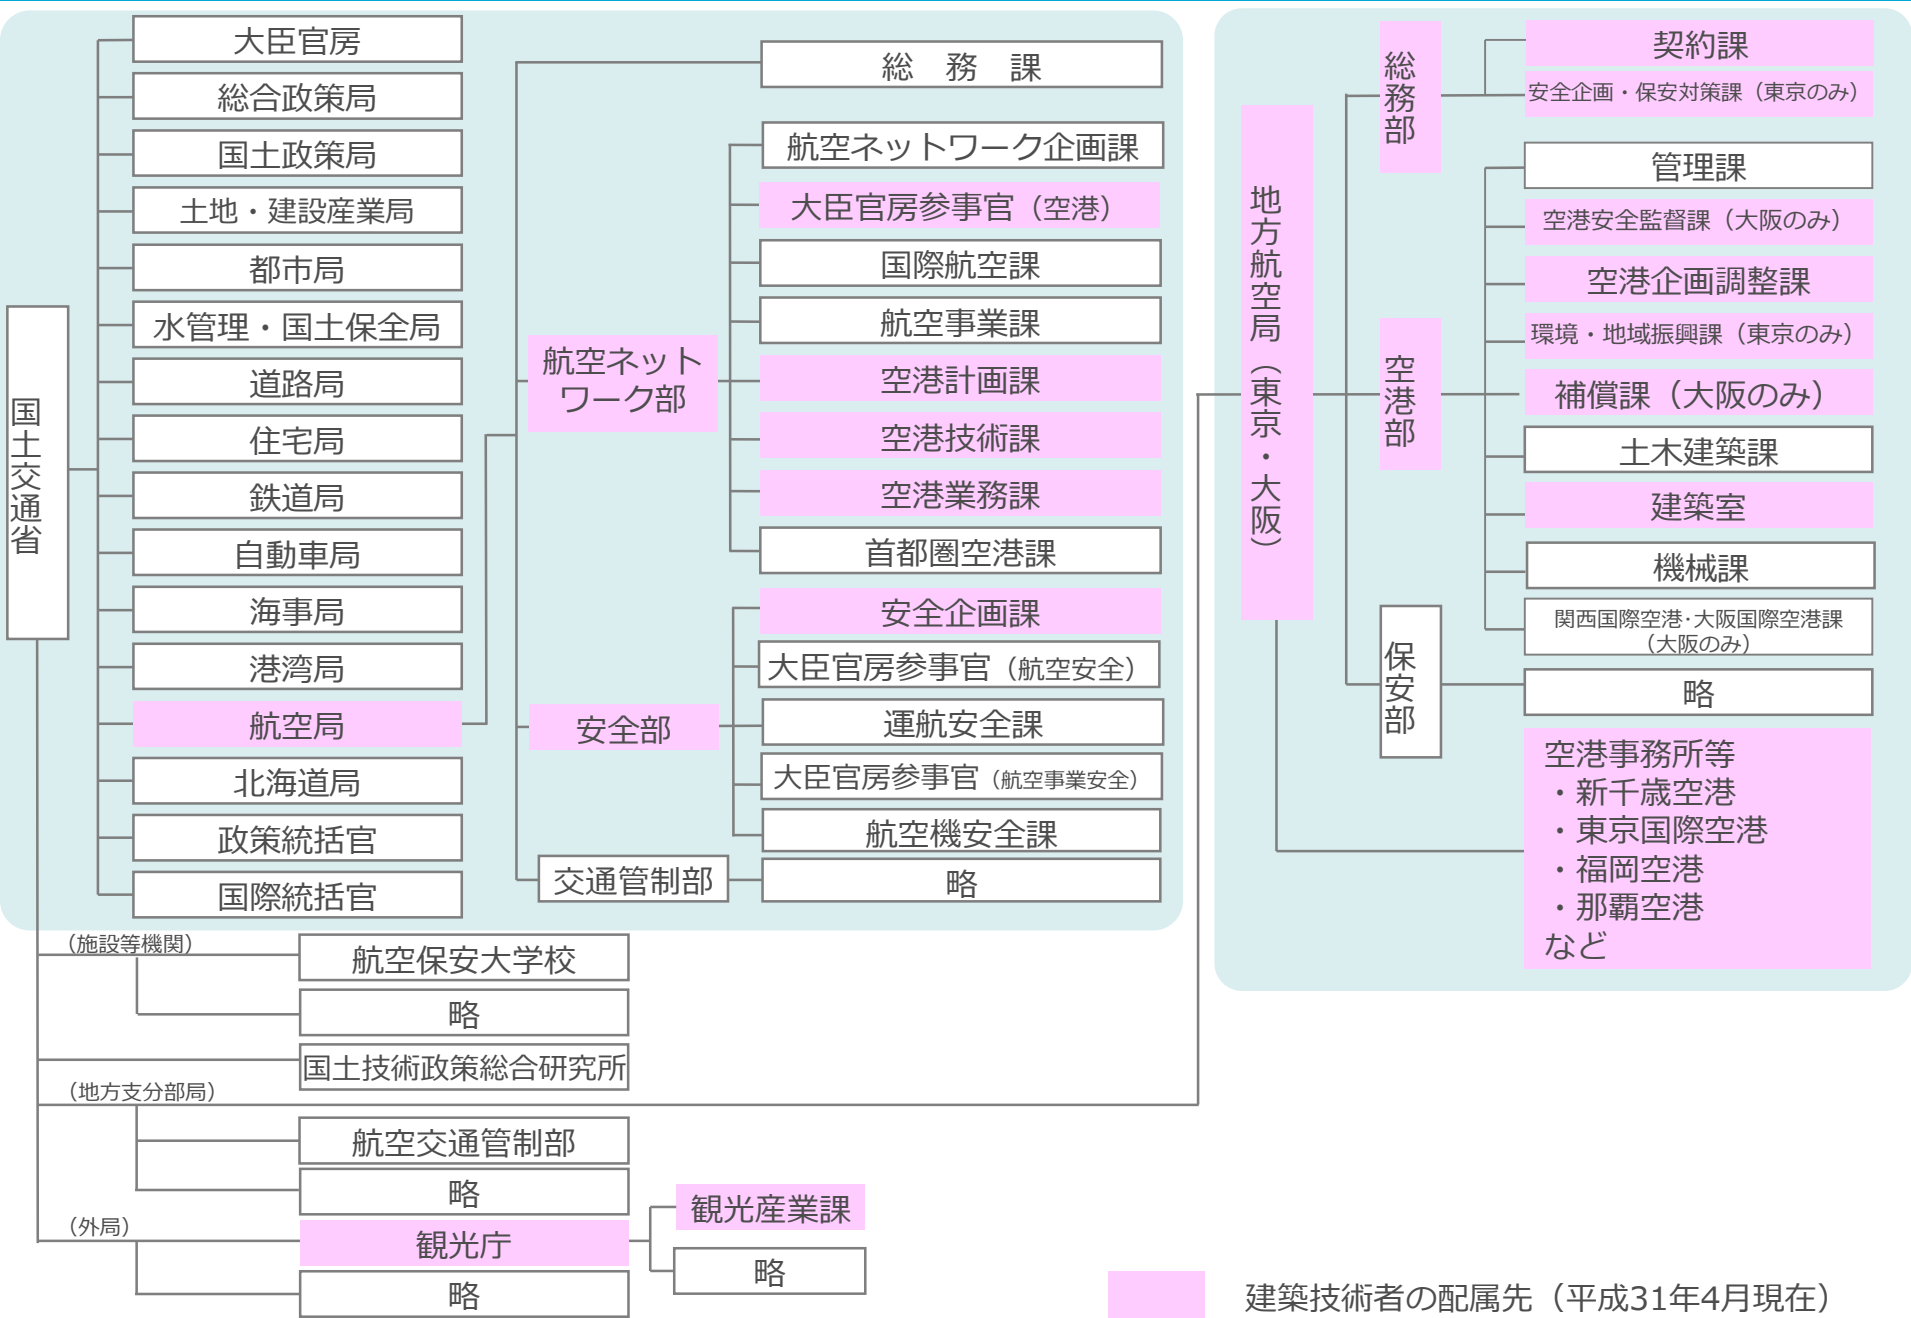 国土交通省
大臣官房
総合政策局
国土政策局
土地・建設産業局
都市局
水管理・国土保全局
道路局
住宅局
鉄道局
自動車局
海事局
港湾局
航空局
北海道局
政策統括官
国際統括官
総 務 課
航空ネット
ワーク部
航空ネットワーク企画課
大臣官房参事官（空港）
国際航空課
航空事業課
空港計画課
空港技術課
空港業務課
首都圏空港課
安全部
安全企画課
大臣官房参事官（航空安全）
運航安全課
大臣官房参事官（航空事業安全）
航空機安全課
交通管制部
略
（施設等機関）
航空保安大学校
略
国土技術政策総合研究所
（地方支分部局）
航空交通管制部
略
（外局）
観光庁
観光産業課
略
略
地方航空局（東京・大阪）
総務部
契約課
安全企画・保安対策課（東京のみ）
空港部
管理課
空港安全監督課（大阪のみ）
空港企画調整課
環境・地域振興課（東京のみ）
補償課（大阪のみ）
土木建築課
建築室
機械課
関西国際空港･大阪国際空港課
（大阪のみ）
保安部
略
空港事務所等
・新千歳空港
・東京国際空港
・福岡空港
・那覇空港
など
建築技術者の配属先（平成31年4月現在）